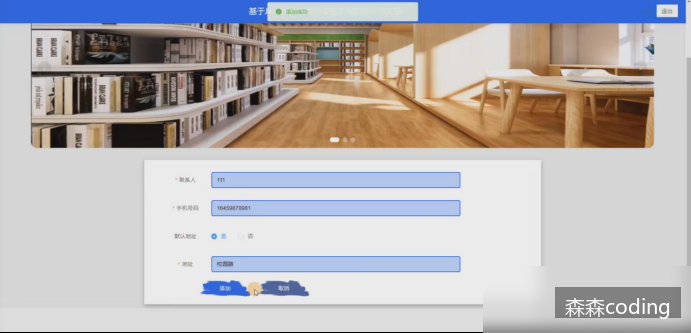 基于
添加成功
退出
* 联系人 111
* 手机号码 16459873981
默认地址 是 否
* 地址 校园路
添加 取消
森森coding